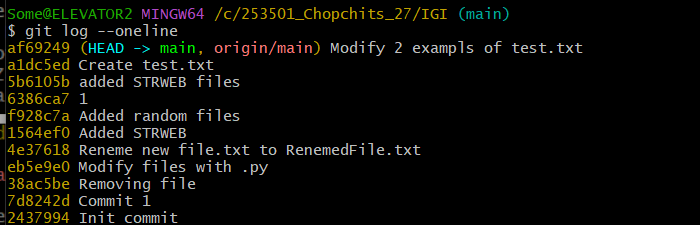 Some@ELEVATOR2 MINGW64 /c/253501_Chopchits_27/IGI (main)
$ git log --oneline
af69249 (HEAD -> main, origin/main) Modify 2 exampls of test.txt
a1dc5ed Create test.txt
5b6105b added STRWEB files
6386ca7 1
f928c7a Added random files
1564ef0 added STRWEB
4e37618 Reneme new file.txt to RenemedFile.txt
eb5e9e0 Modify files with .py
38ac5be Removing file
7d8242d Commit 1
2437994 Init commit